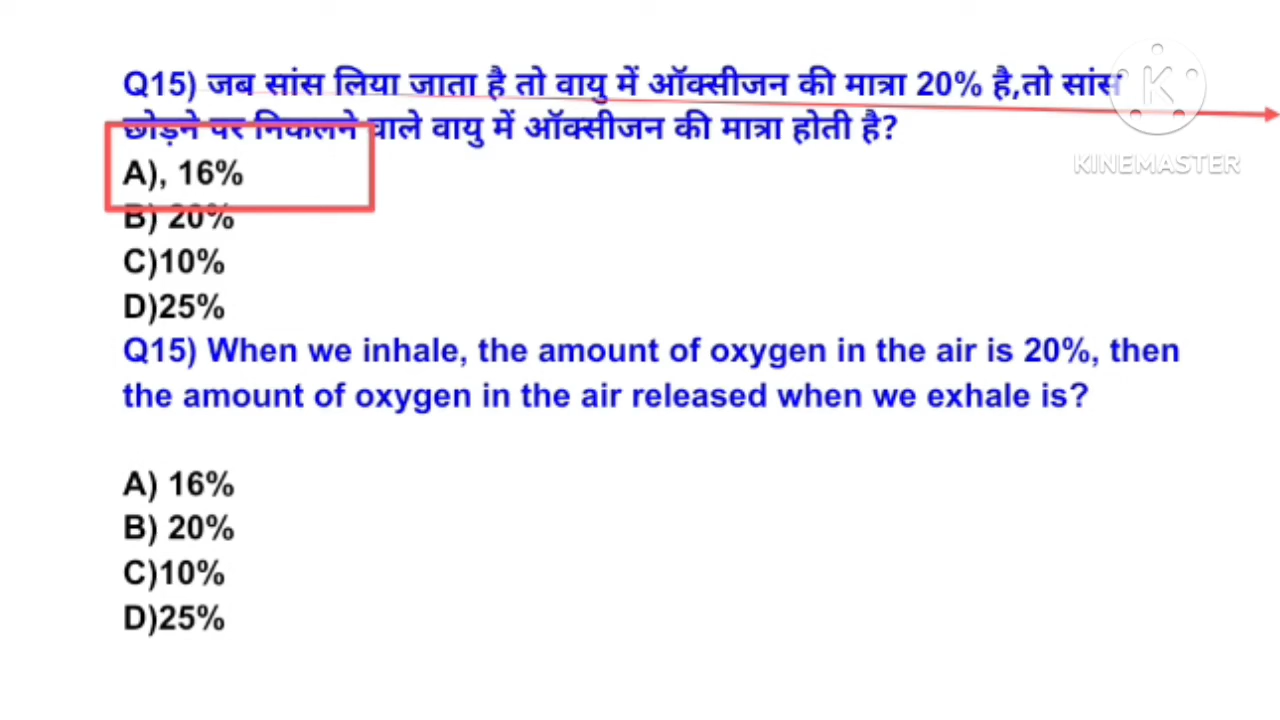 Q15) जब सांस लिया जाता है तो वायु में ऑक्सीजन की मात्रा 20% है,तो सांस
छोड़ने पर निकलने वाले वायु में ऑक्सीजन की मात्रा होती है?
A), 16%
B) 20%
C)10%
D)25%
Q15) When we inhale, the amount of oxygen in the air is 20%, then
the amount of oxygen in the air released when we exhale is?
A) 16%
B) 20%
C)10%
D)25%
K
KINEMASTER